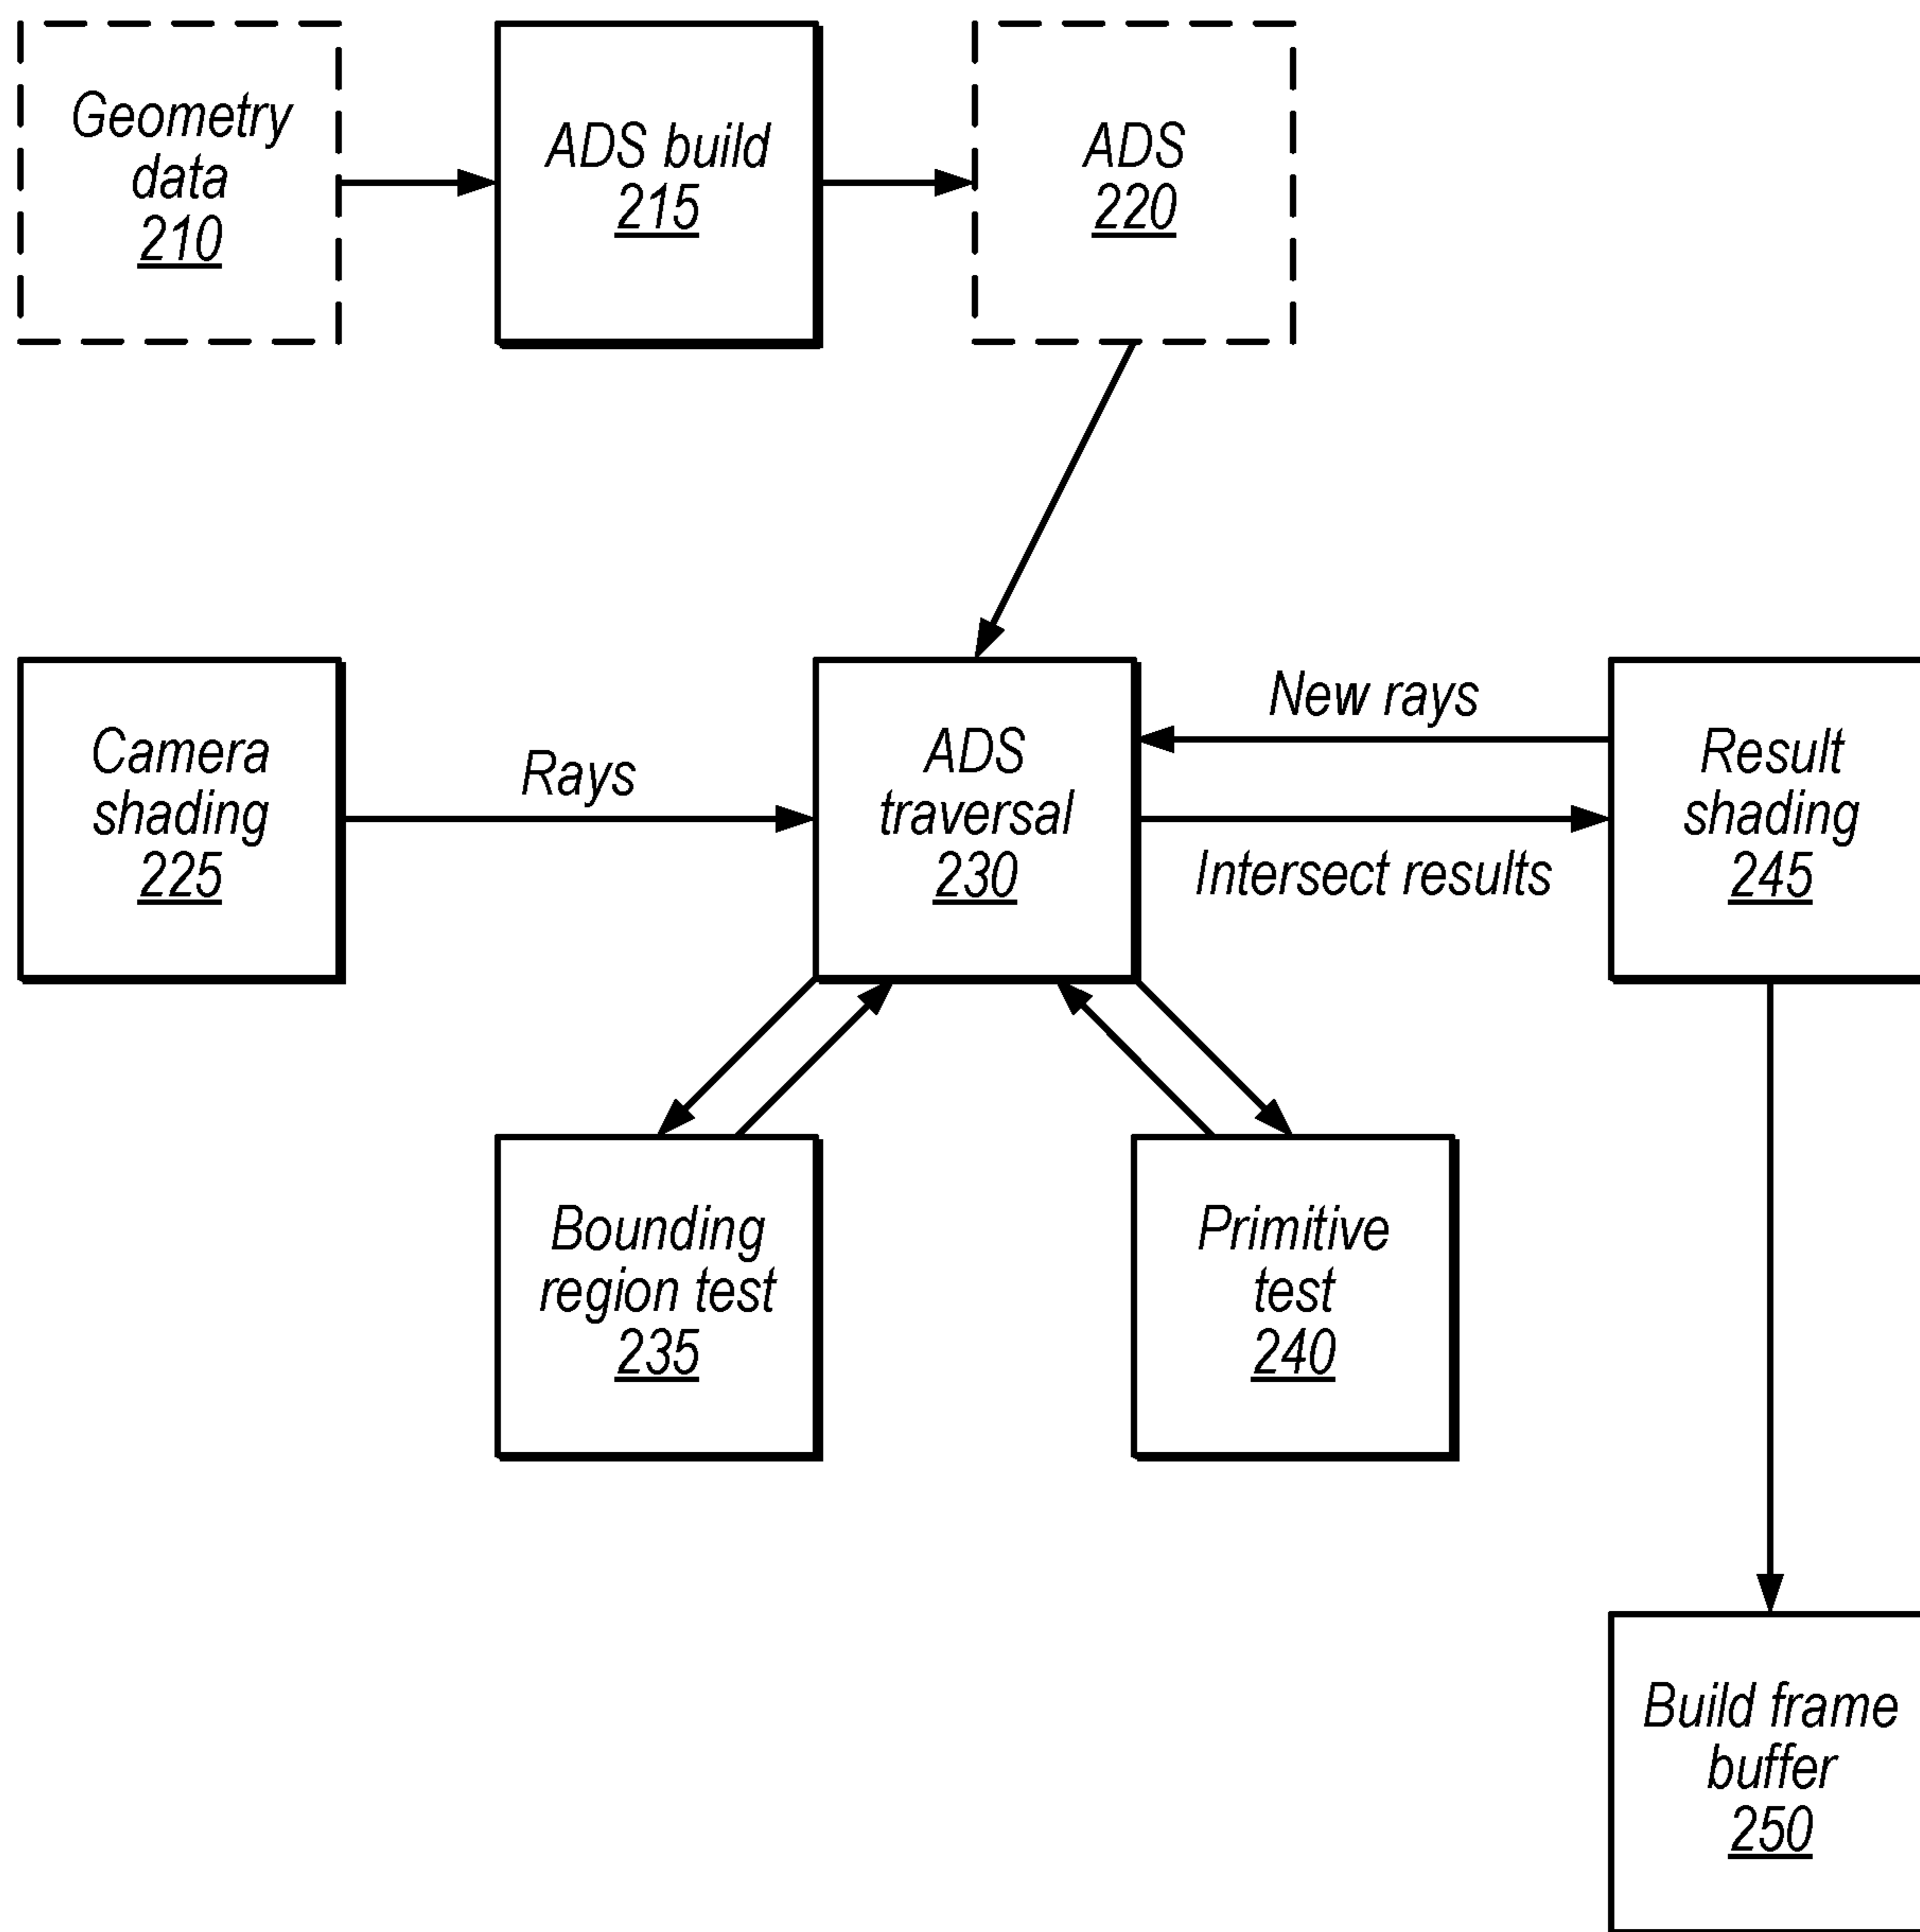 Geometry
data
210
ADS build
215
ADS
220
Camera
shading
225
Rays
ADS
traversal
230
New rays
Intersect results
Result
shading
245
Bounding
region test
235
Primitive
test
240
Build frame
buffer
250